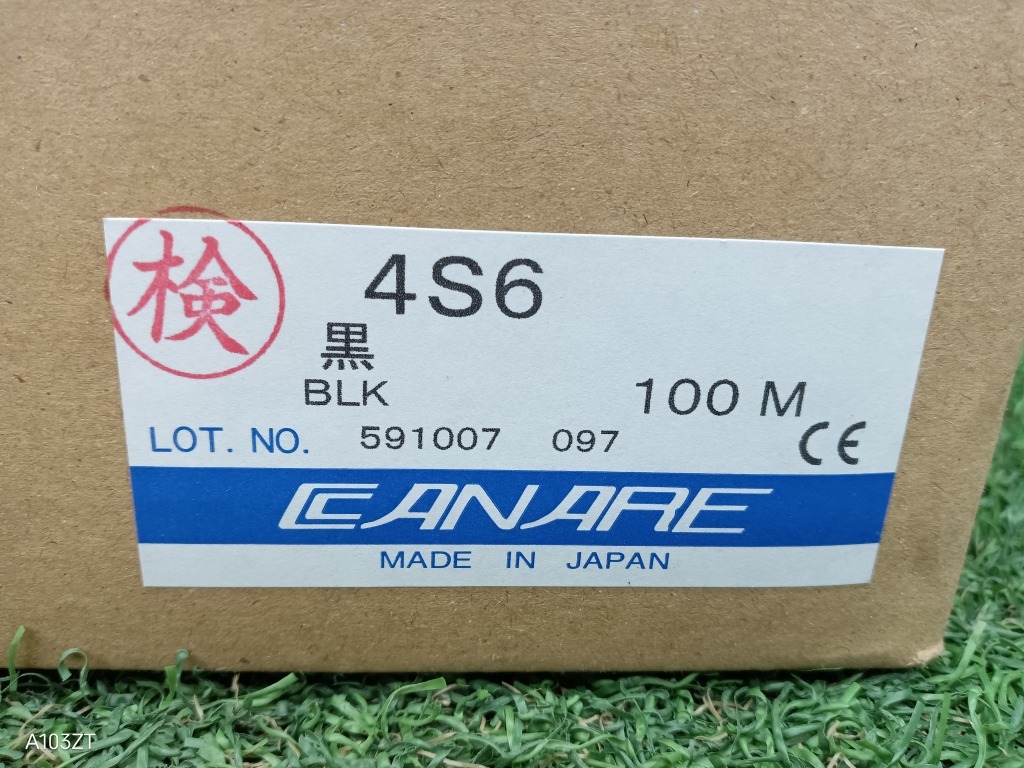 検
4S6
黒
BLK
100 M
LOT. NO. 591007 097
CE
CANARE
MADE IN JAPAN
A103ZT